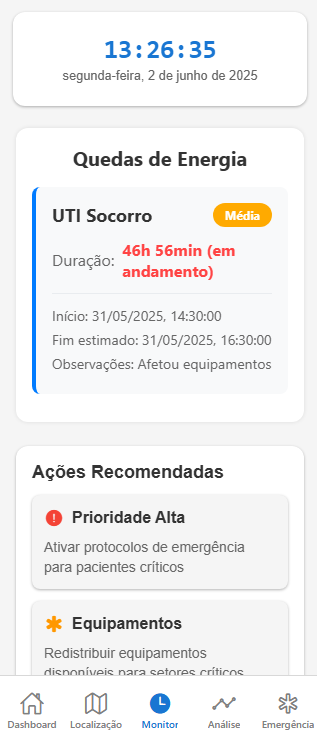 13:26:35
segunda-feira, 2 de junho de 2025
Quedas de Energia
UTI Socorro
Média
Duração: 46h 56min (em
andamento)
Início: 31/05/2025, 14:30:00
Fim estimado: 31/05/2025, 16:30:00
Observações: Afetou equipamentos
Ações Recomendadas
Prioridade Alta
Ativar protocolos de emergência
para pacientes críticos
Equipamentos
Redistribuir equipamentos
disponíveis para setores críticos
Dashboard
Localização
Monitor
Análise
Emergência